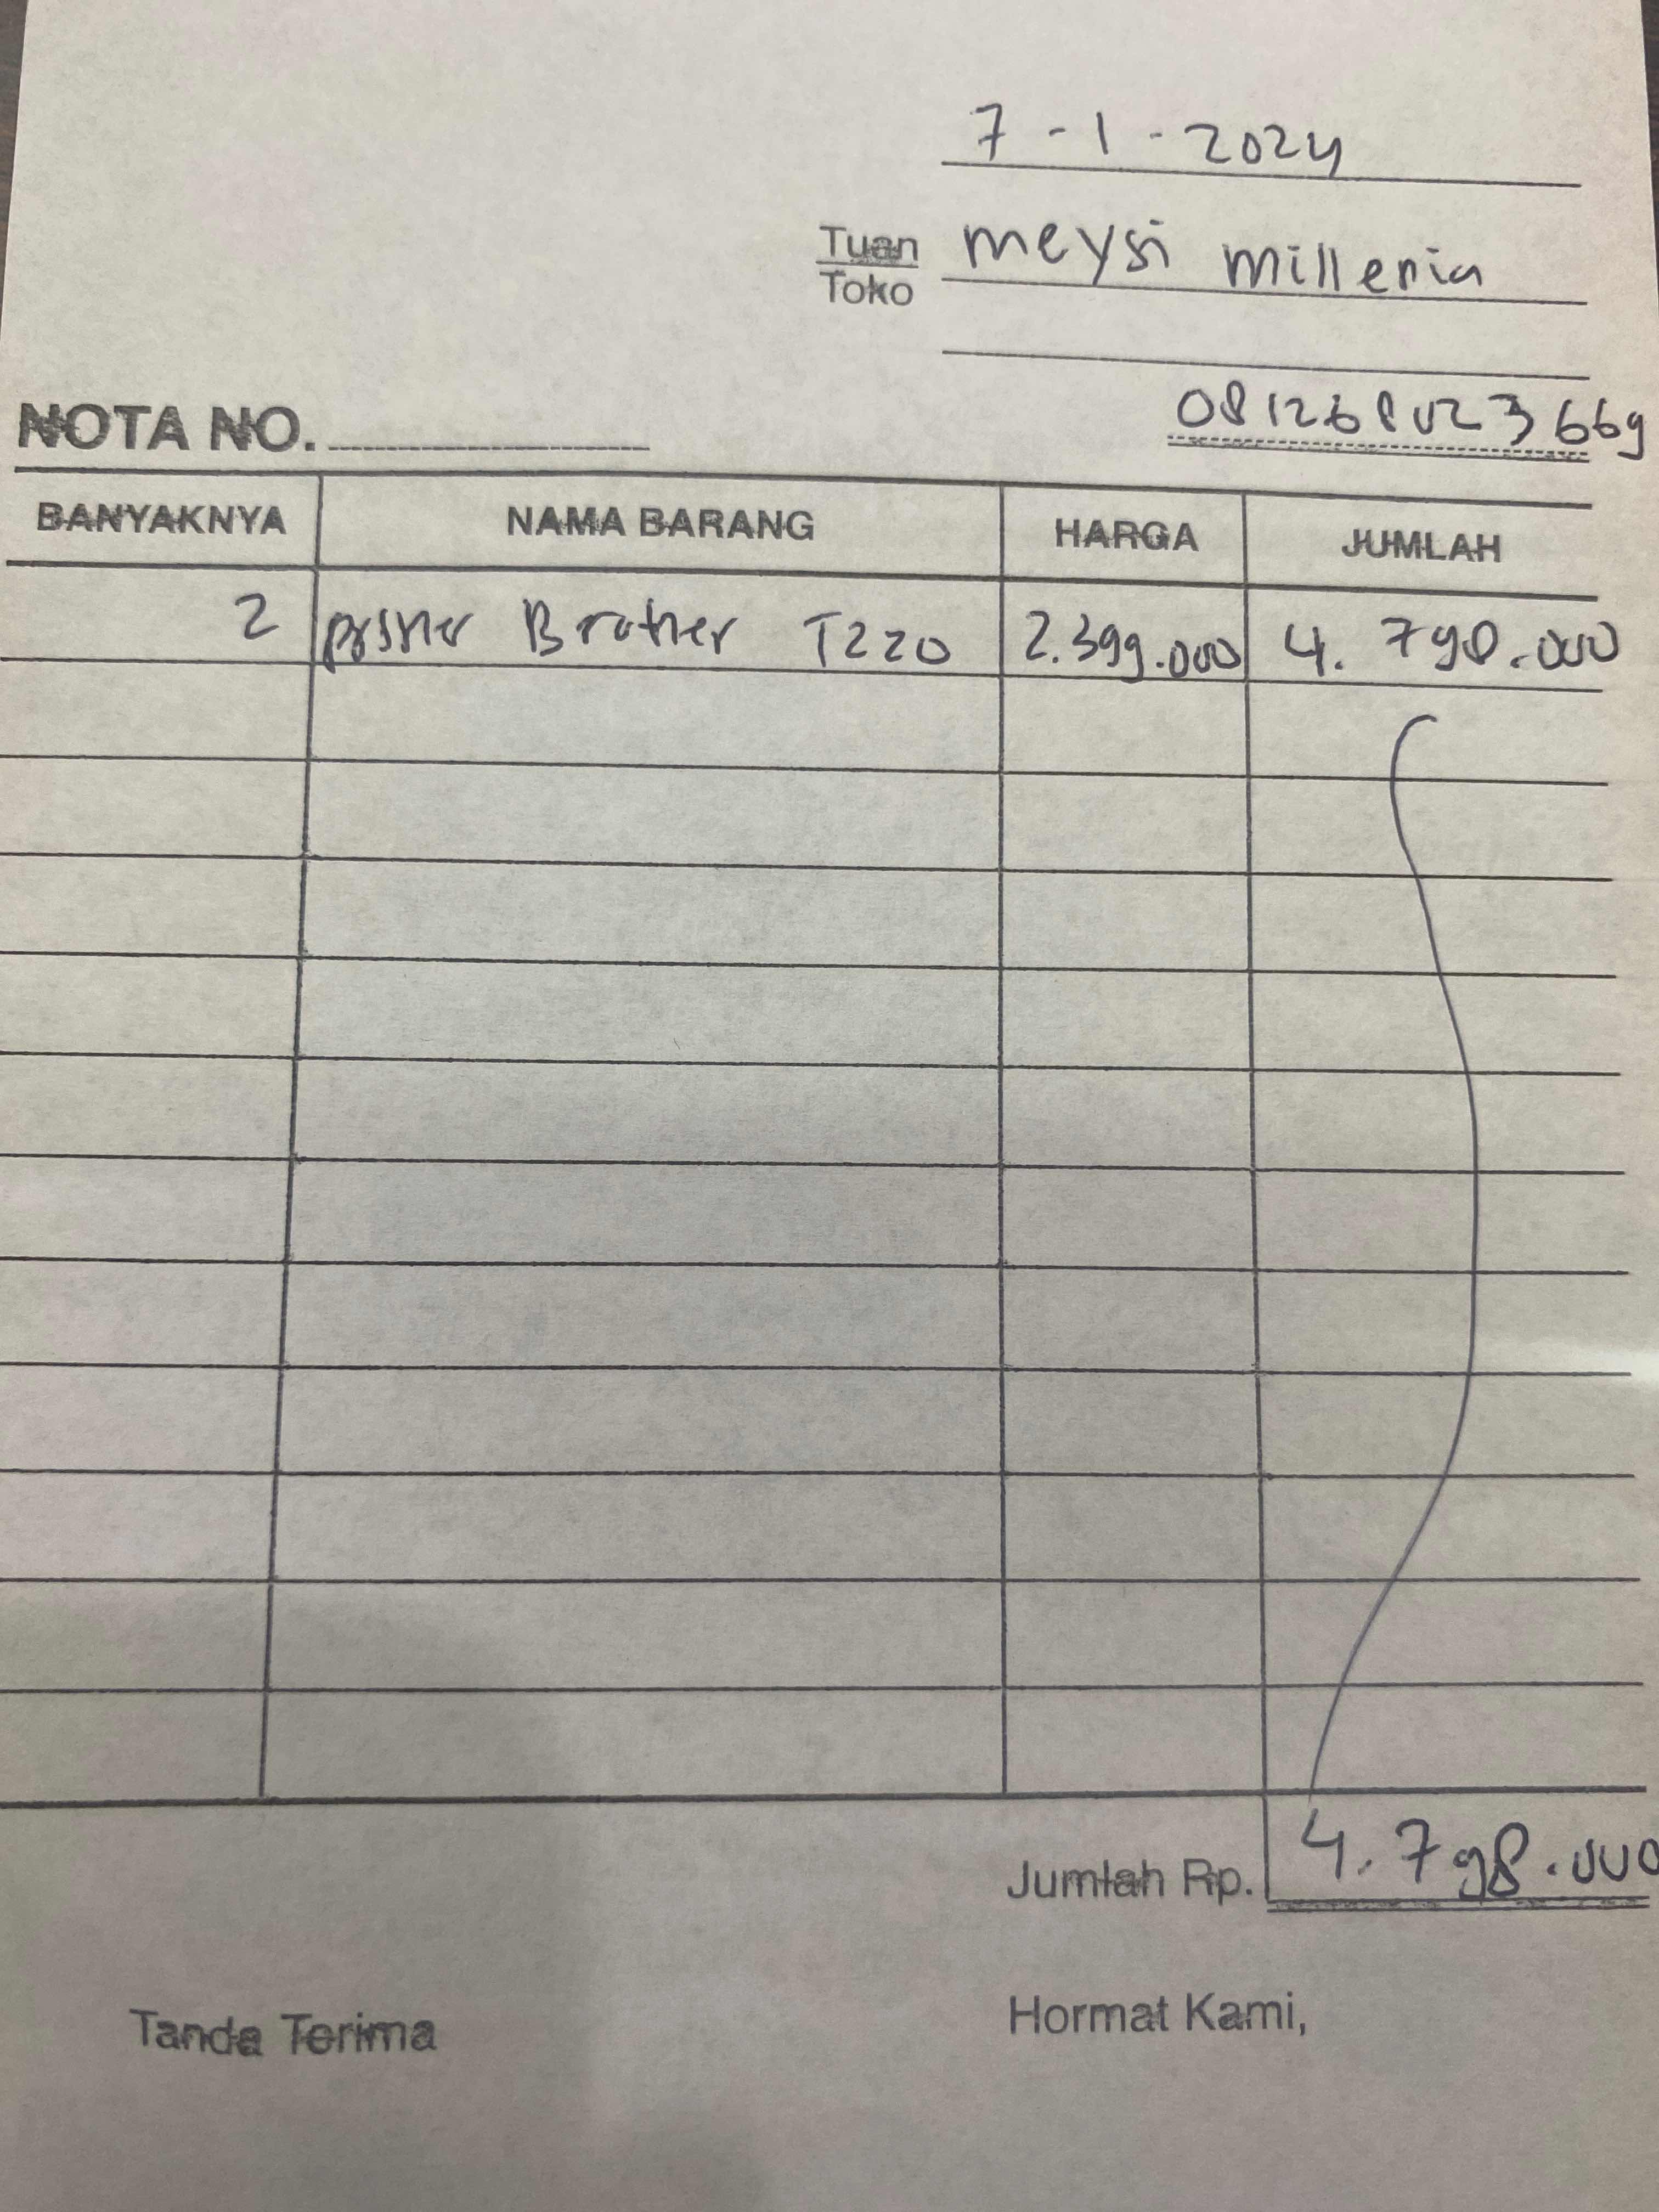 7 - 1 - 2024
Tuan meysi millenia
Toko
NOTA NO.
BANYAKNYA NAMA BARANG HARGA JUMLAH
2 Brother T220 2.399.000 4.798.000
Jumlah Rp. 4.798.000
Tanda Terima Hormat Kami,